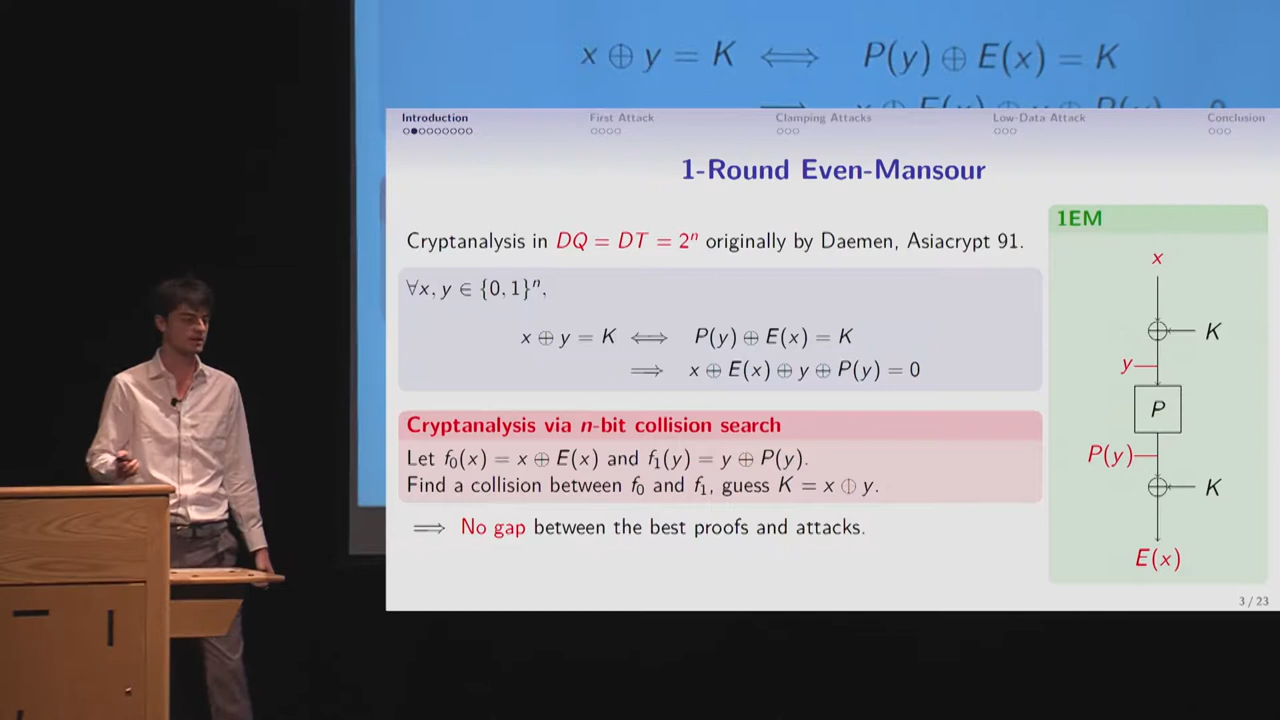 x ⊕ y = K ⟺ P(y) ⊕ E(x) = K
Introduction First Attack Clamping Attacks Low-Data Attack Conclusion
1-Round Even-Mansour
Cryptanalysis in DQ = DT = 2ⁿ originally by Daemen, Asiacrypt 91.
∀x, y ∈ {0, 1}ⁿ,
x ⊕ y = K ⟺ P(y) ⊕ E(x) = K
⟹ x ⊕ E(x) ⊕ y ⊕ P(y) = 0
Cryptanalysis via n-bit collision search
Let f₀(x) = x ⊕ E(x) and f₁(y) = y ⊕ P(y).
Find a collision between f₀ and f₁, guess K = x ⊕ y.
⟹ No gap between the best proofs and attacks.
1EM
x
K
y
P
P(y)
K
E(x)
3 / 23